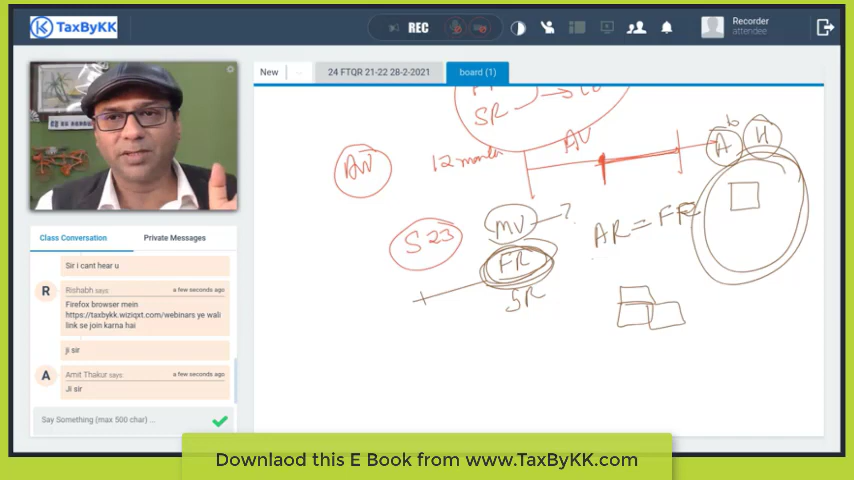 TaxByKK
REC
Recorder
attendee
New
24 FTQR 21-22 28-2-2021
board (1)
Class Conversation
Private Messages
Sir i cant hear u
R
Rishabh says:
a few seconds ago
Firefox browser mein
https://taxbykk.wiziqxt.com/webinars ye wali
link se join karna hai
ji sir
A
Amit Thakur says:
a few seconds ago
Ji sir
Say Something (max 500 char) ...
SR
AV
12 month
AV
A
H
S 23
MV
?
FR
SR
AR = FR
Downlaod this E Book from www.TaxByKK.com